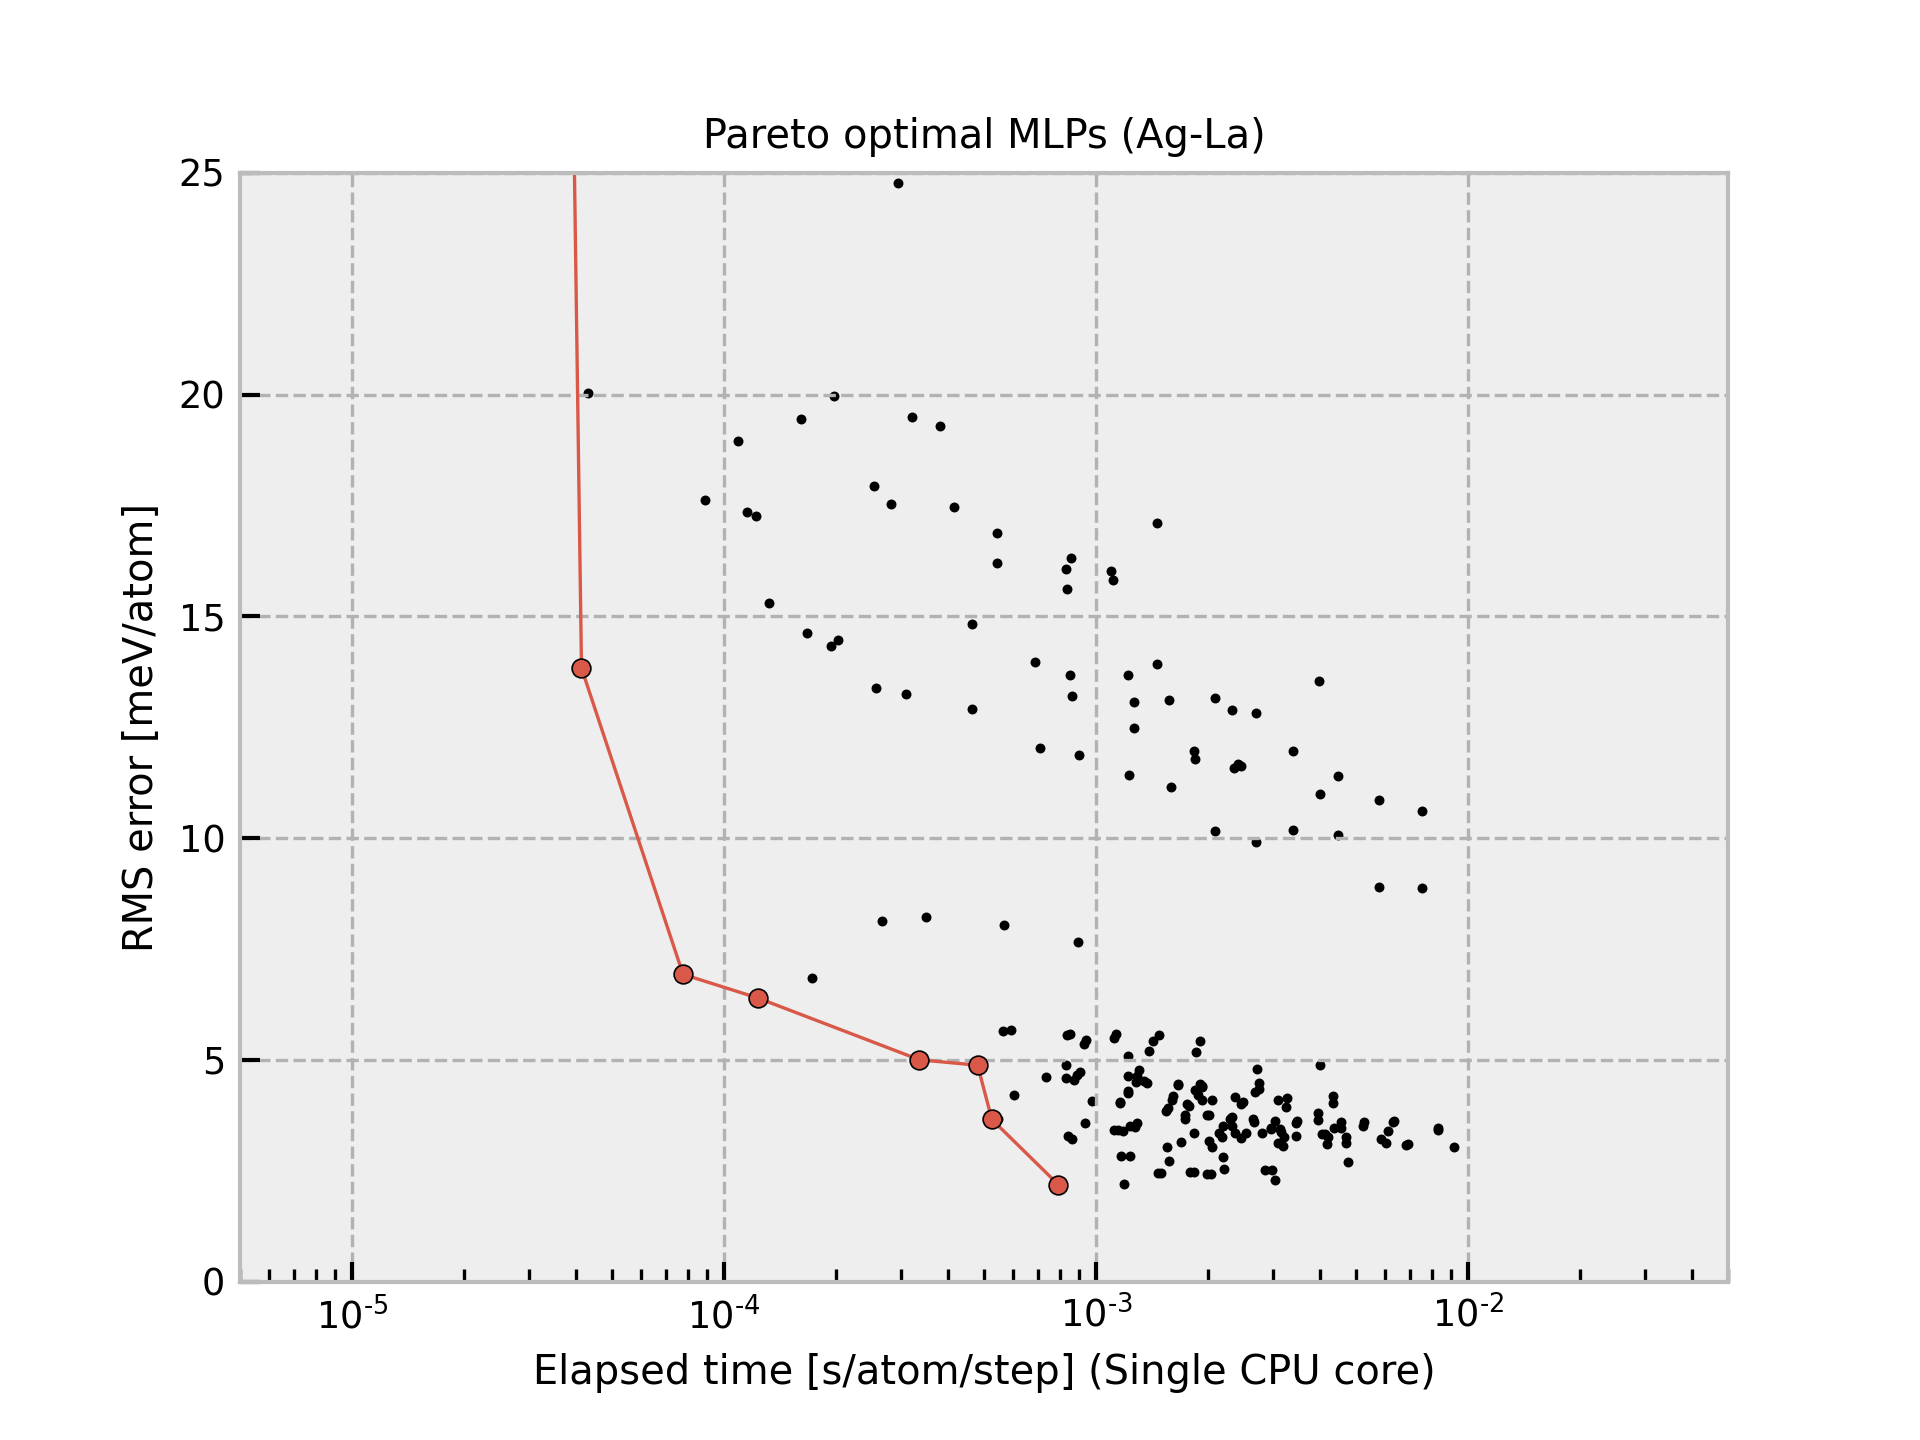 Pareto optimal MLPs (Ag-La)
25
20
15
10
5
0
RMS error [meV/atom]
10-5 10-4 10-3 10-2
Elapsed time [s/atom/step] (Single CPU core)